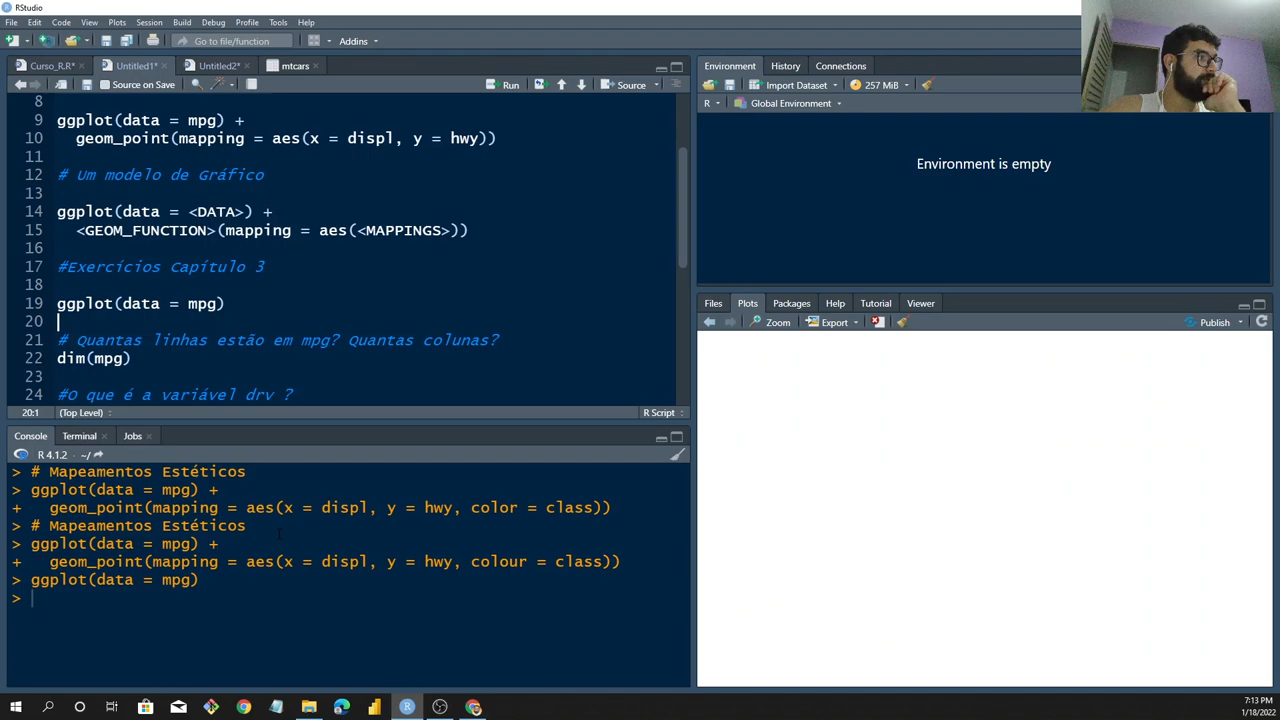 RStudio
File Edit Code View Plots Session Build Debug Profile Tools Help
Go to file/function Addins
Curso_R.R* Untitled1* Untitled2* mtcars
Source on Save Run Source
8
9 ggplot(data = mpg) +
10 geom_point(mapping = aes(x = displ, y = hwy))
11
12 # Um modelo de Gráfico
13
14 ggplot(data = <DATA>) +
15 <GEOM_FUNCTION>(mapping = aes(<MAPPINGS>))
16
17 #Exercícios Capítulo 3
18
19 ggplot(data = mpg)
20
21 # Quantas linhas estão em mpg? Quantas colunas?
22 dim(mpg)
23
24 #O que é a variável drv ?
20:1 (Top Level) R Script
Console Terminal Jobs
R 4.1.2 · ~/
> # Mapeamentos Estéticos
> ggplot(data = mpg) +
+ geom_point(mapping = aes(x = displ, y = hwy, color = class))
> # Mapeamentos Estéticos
> ggplot(data = mpg) +
+ geom_point(mapping = aes(x = displ, y = hwy, colour = class))
> ggplot(data = mpg)
>
Environment History Connections
Import Dataset 257 MiB
R Global Environment
Environment is empty
Files Plots Packages Help Tutorial Viewer
Zoom Export Publish
7:13 PM
1/18/2022